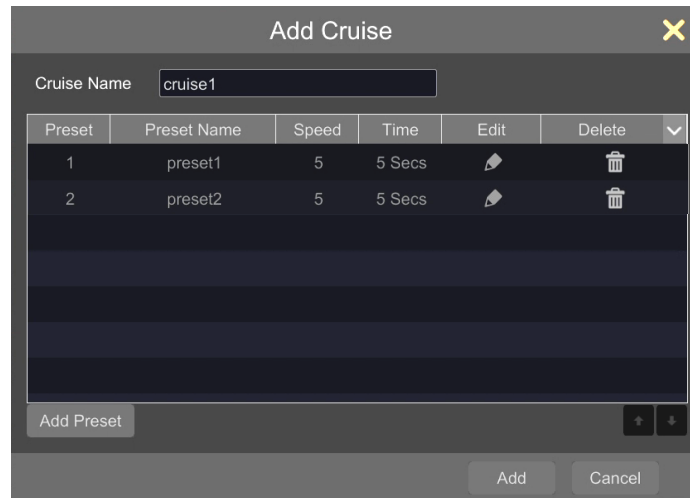 Add Cruise
Cruise Name cruise1
Preset Preset Name Speed Time Edit Delete
1 preset1 5 5 Secs
2 preset2 5 5 Secs
Add Preset
Add Cancel